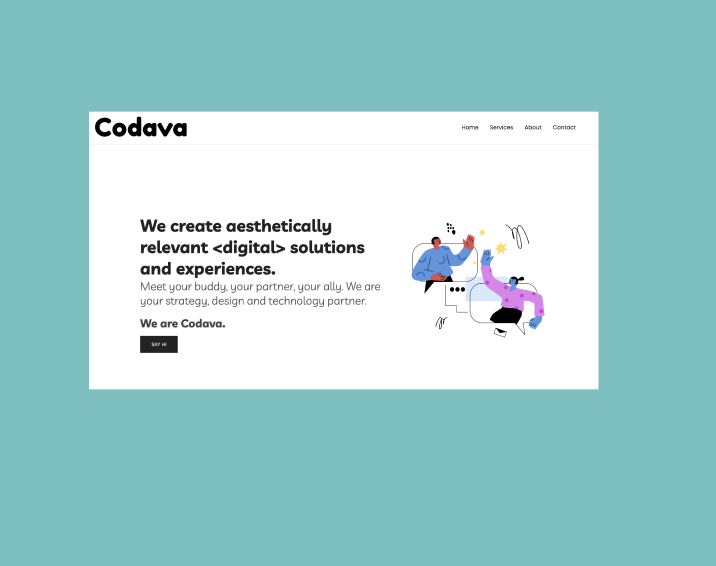 Codava
Home Services About Contact
We create aesthetically
relevant <digital> solutions
and experiences.
Meet your buddy, your partner, your ally. We are
your strategy, design and technology partner.
We are Codava.
SAY HI